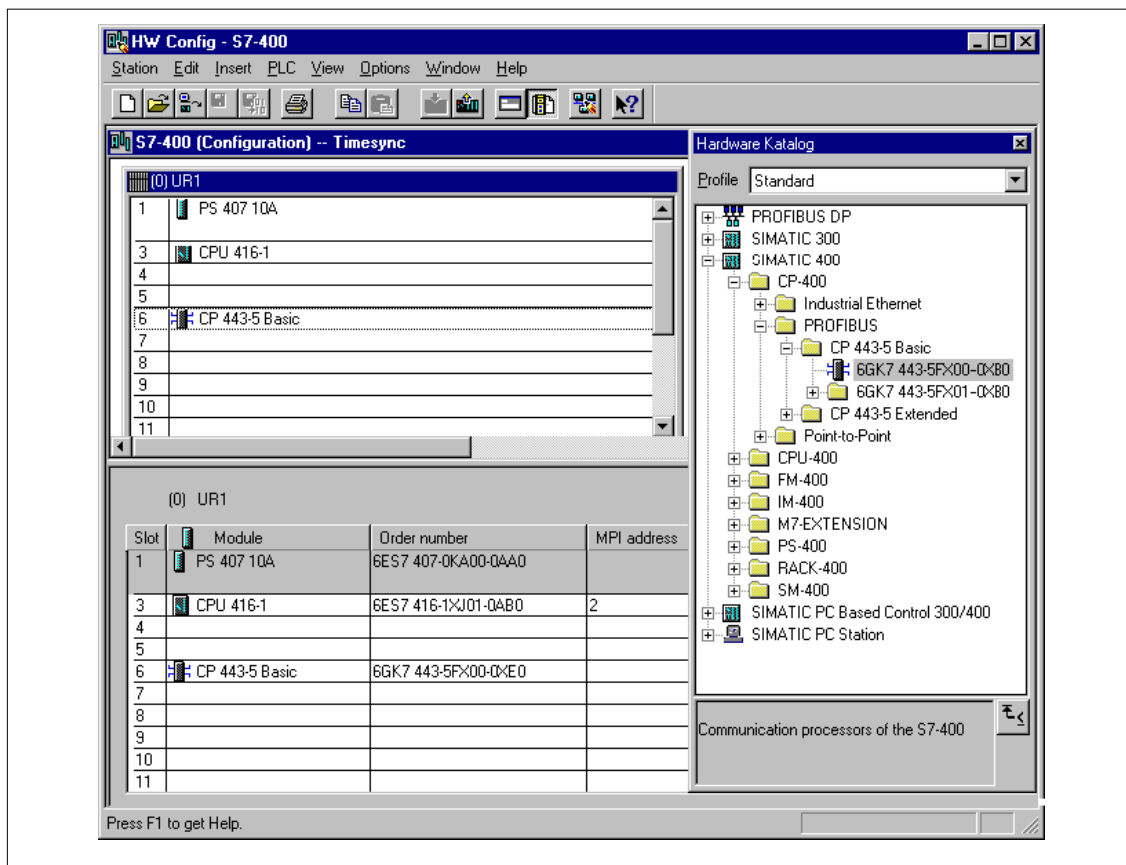 HW Config - S7-400
Station Edit Insert PLC View Options Window Help
S7-400 (Configuration) -- Timesync
(0) UR1
1 PS 407 10A
3 CPU 416-1
4
5
6 CP 443-5 Basic
7
8
9
10
11
(0) UR1
Slot Module Order number MPI address
1 PS 407 10A 6ES7 407-0KA00-0AA0
3 CPU 416-1 6ES7 416-1XJ01-0AB0 2
4
5
6 CP 443-5 Basic 6GK7 443-5FX00-0XE0
7
8
9
10
11
Hardware Katalog
Profile Standard
PROFIBUS DP
SIMATIC 300
SIMATIC 400
CP-400
Industrial Ethernet
PROFIBUS
CP 443-5 Basic
6GK7 443-5FX00-0XB0
6GK7 443-5FX01-0XB0
CP 443-5 Extended
Point-to-Point
CPU-400
FM-400
IM-400
M7-EXTENSION
PS-400
RACK-400
SM-400
SIMATIC PC Based Control 300/400
SIMATIC PC Station
Communication processors of the S7-400
Press F1 to get Help.